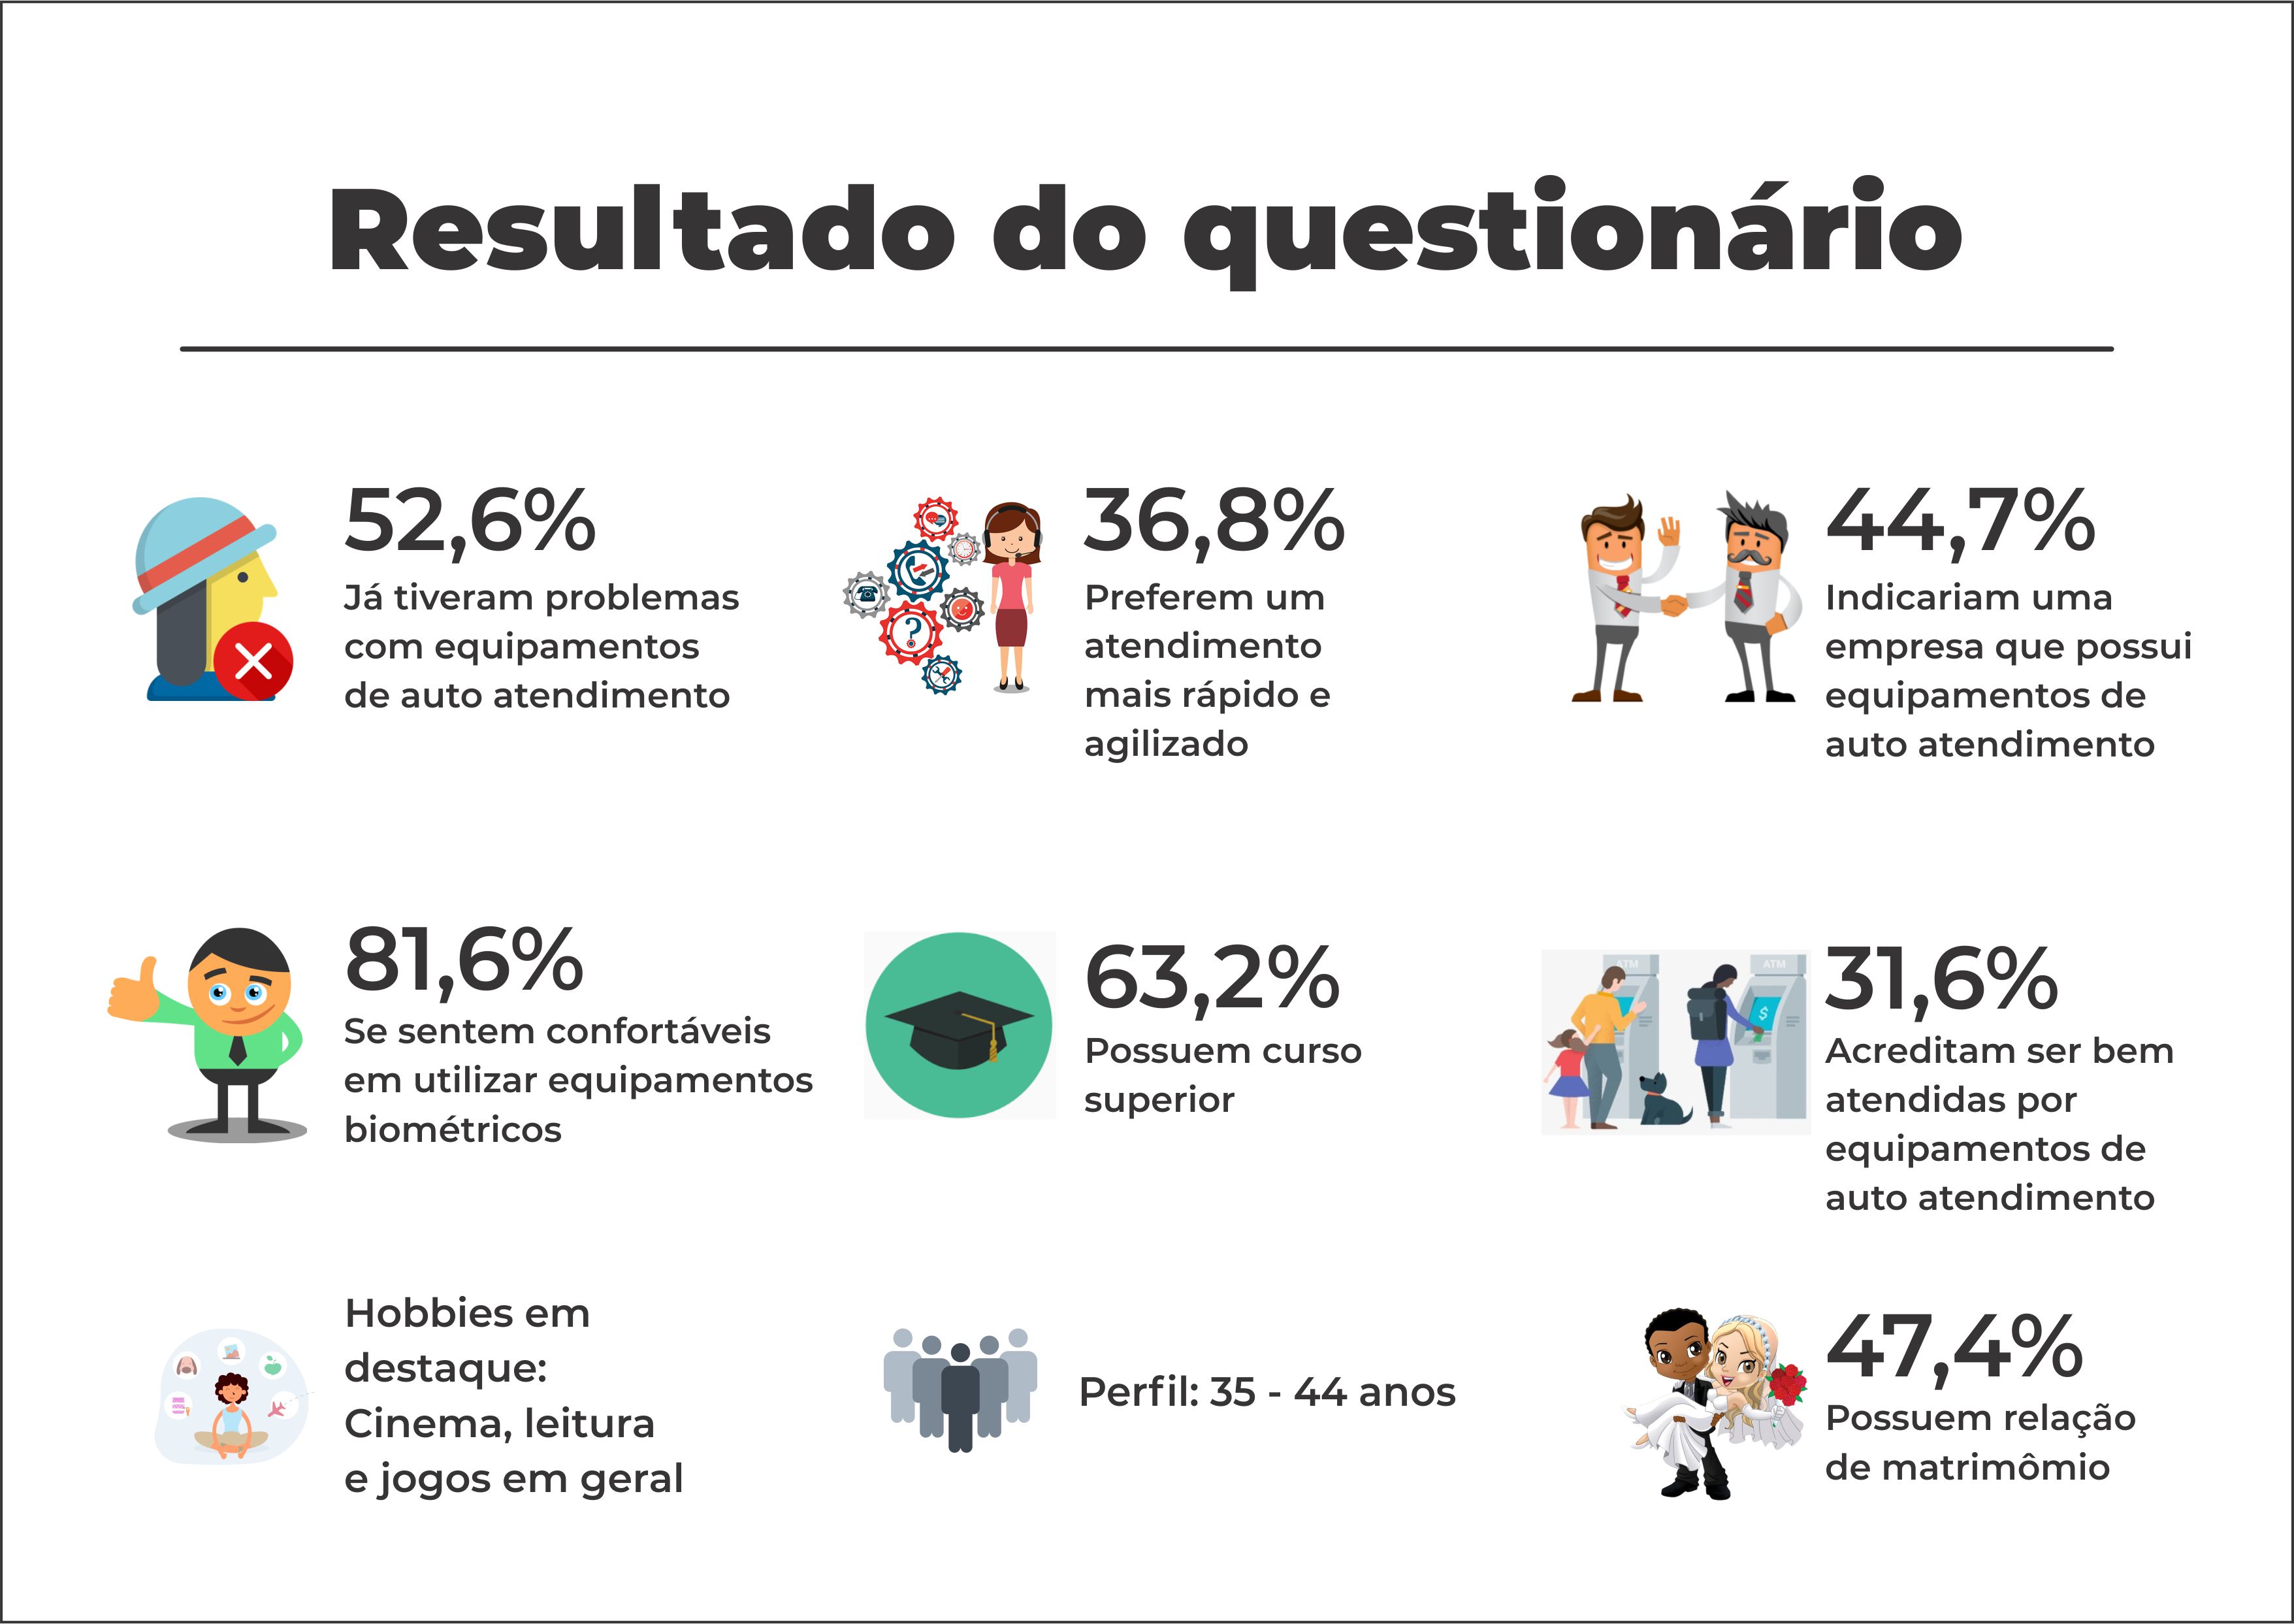 Resultado do questionário
52,6%
Já tiveram problemas
com equipamentos
de auto atendimento
36,8%
Preferem um
atendimento
mais rápido e
agilizado
44,7%
Indicariam uma
empresa que possui
equipamentos de
auto atendimento
81,6%
Se sentem confortáveis
em utilizar equipamentos
biométricos
63,2%
Possuem curso
superior
ATM
ATM
$
31,6%
Acreditam ser bem
atendidas por
equipamentos de
auto atendimento
Hobbies em
destaque:
Cinema, leitura
e jogos em geral
Perfil: 35 - 44 anos
47,4%
Possuem relação
de matrimômio